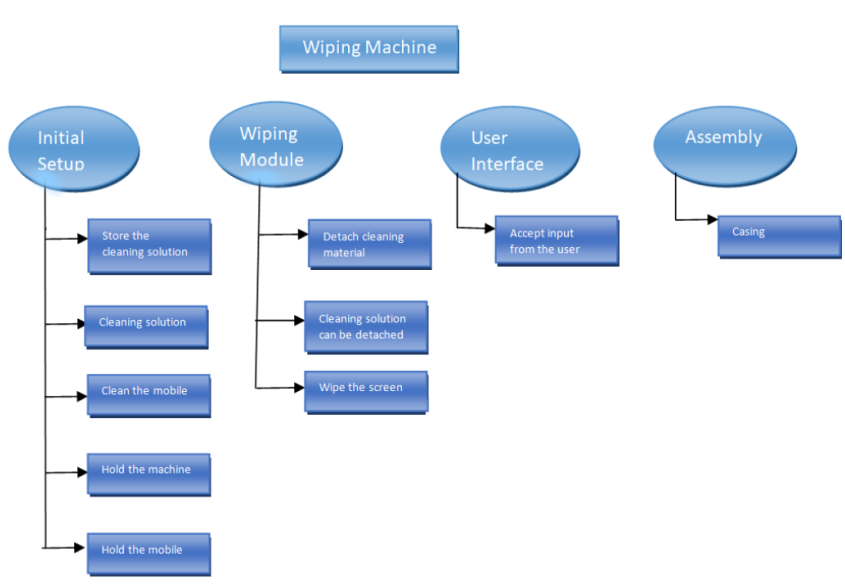 Wiping Machine
Initial
Setup
Store the
cleaning solution
Cleaning solution
Clean the mobile
Hold the machine
Hold the mobile
Wiping
Module
Detach cleaning
material
Cleaning solution
can be detached
Wipe the screen
User
Interface
Accept input
from the user
Assembly
Casing